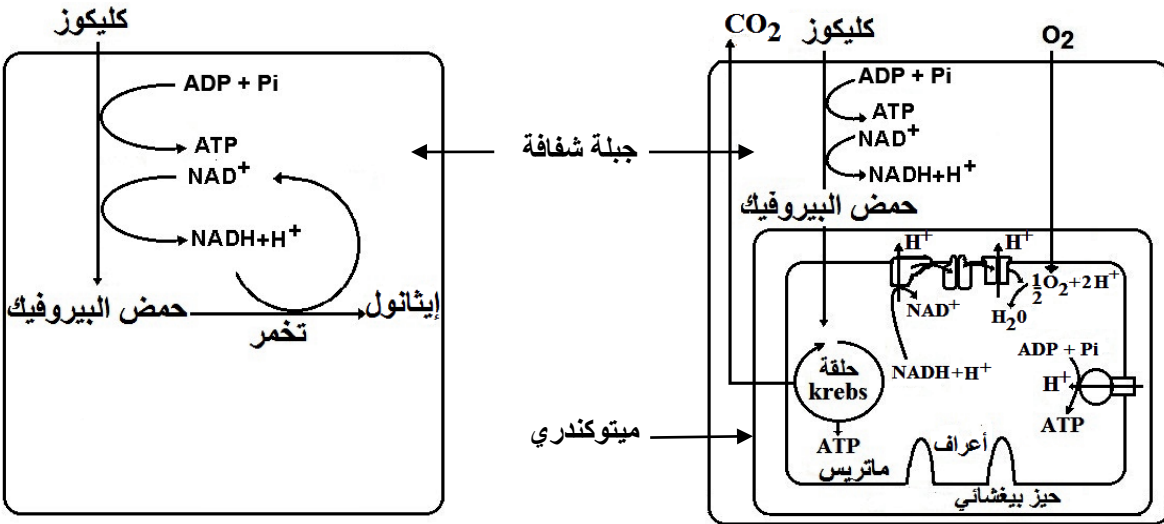 كليكوز
ADP + Pi
ATP
NAD⁺
NADH+H⁺
حمض البيروفيك
تخمر
إيثانول
جبلة شفافة
ميتوكندري
CO₂
كليكوز
O₂
ADP + Pi
ATP
NAD⁺
NADH+H⁺
حمض البيروفيك
H⁺
H⁺
NAD⁺
½O₂+2H⁺
H₂0
NADH+H⁺
ADP + Pi
H⁺
ATP
حلقة
krebs
ATP
ماتريس
أعراف
حيز بيغشائي